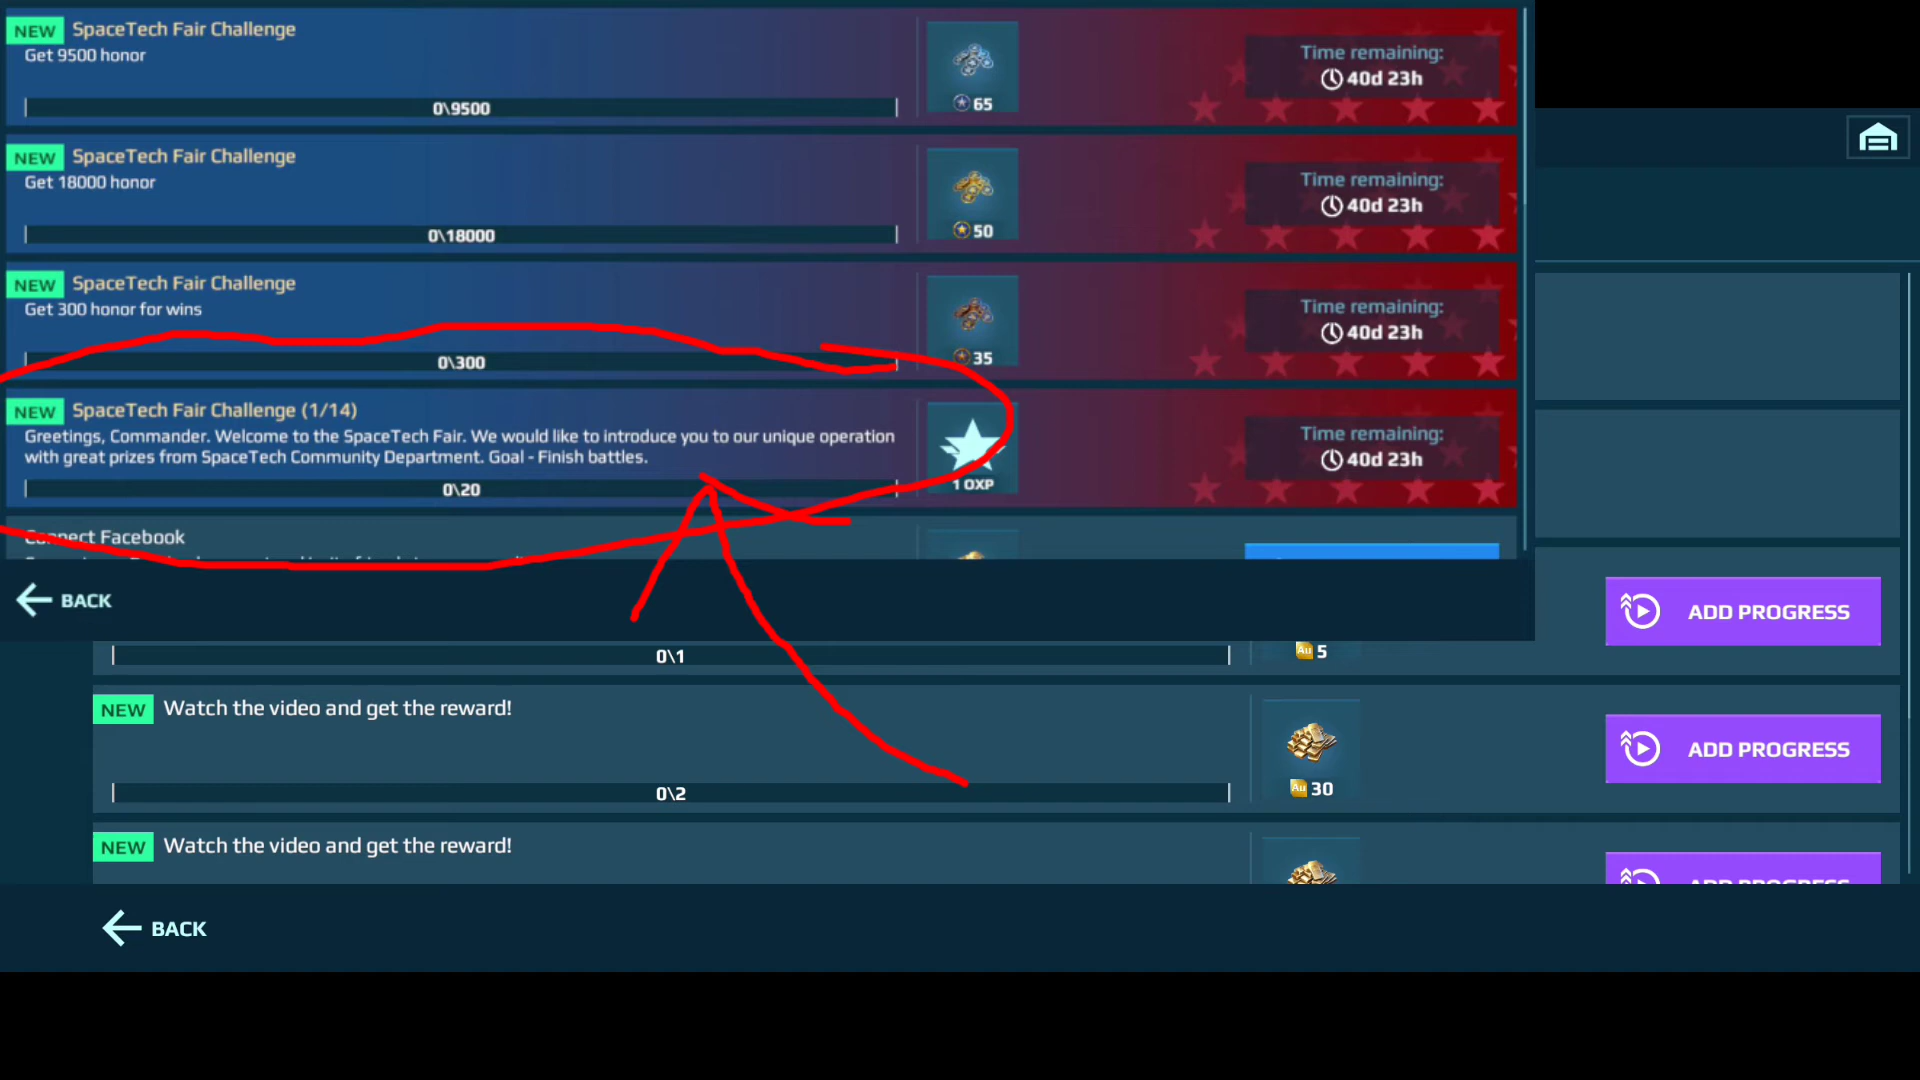 NEW SpaceTech Fair Challenge
Get 9500 honor
0\9500
65
Time remaining:
40d 23h
NEW SpaceTech Fair Challenge
Get 18000 honor
0\18000
50
Time remaining:
40d 23h
NEW SpaceTech Fair Challenge
Get 300 honor for wins
0\300
35
Time remaining:
40d 23h
NEW SpaceTech Fair Challenge (1/14)
Greetings, Commander. Welcome to the SpaceTech Fair. We would like to introduce you to our unique operation
with great prizes from SpaceTech Community Department. Goal - Finish battles.
0\20
1 OXP
Time remaining:
40d 23h
Connect Facebook
BACK
ADD PROGRESS
0\1
Au 5
NEW Watch the video and get the reward!
0\2
Au 30
ADD PROGRESS
NEW Watch the video and get the reward!
ADD PROGRESS
BACK